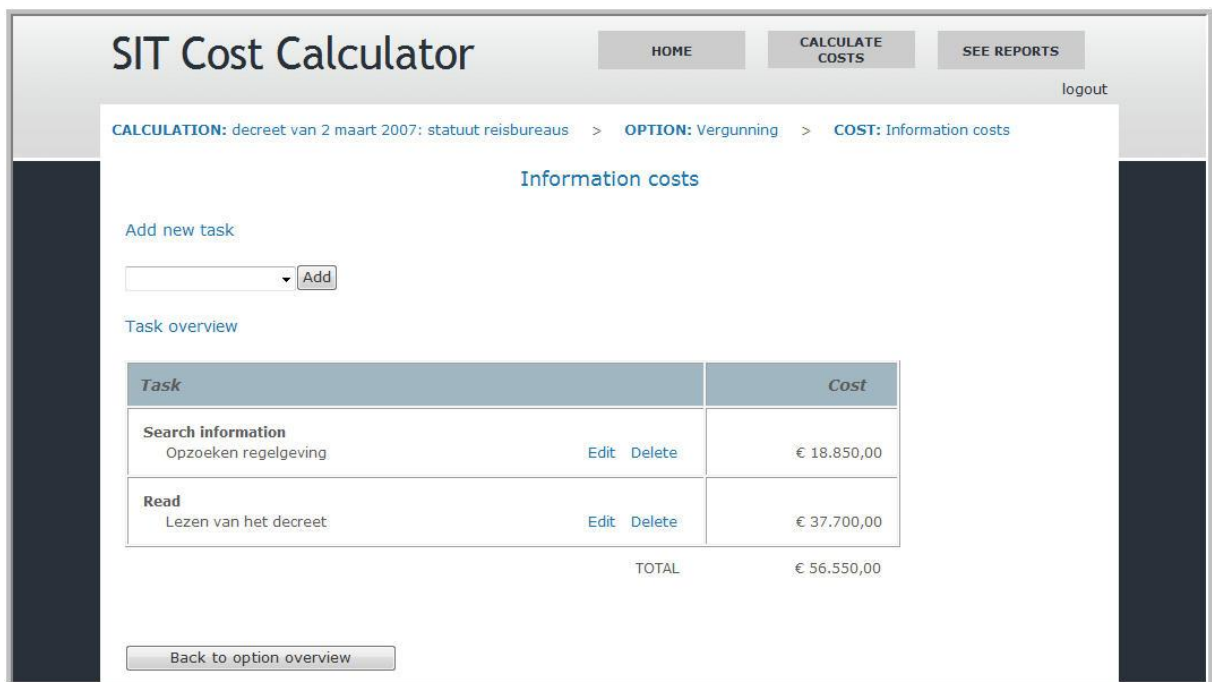 SIT Cost Calculator
HOME
CALCULATE
COSTS
SEE REPORTS
logout
CALCULATION: decreet van 2 maart 2007: statuut reisbureaus > OPTION: Vergunning > COST: Information costs
Information costs
Add new task
Add
Task overview
Task Cost
Search information
Opzoeken regelgeving Edit Delete € 18.850,00
Read
Lezen van het decreet Edit Delete € 37.700,00
TOTAL € 56.550,00
Back to option overview